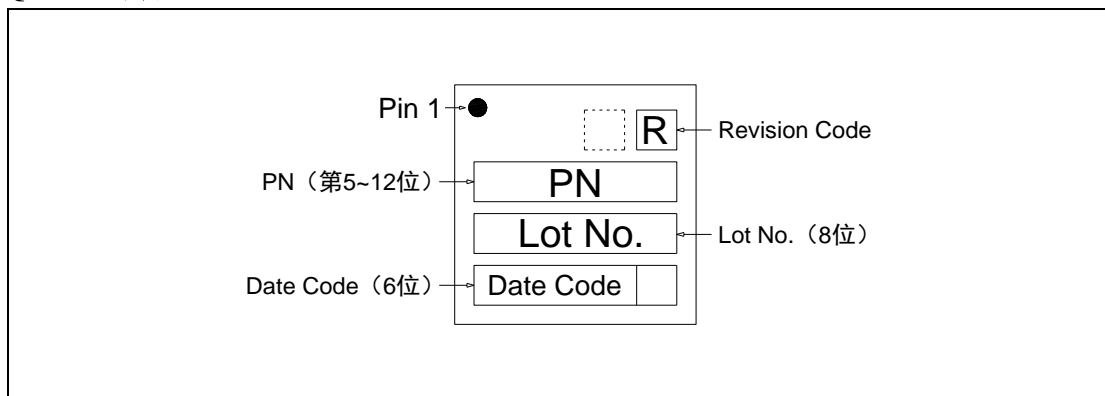 Pin 1
R
Revision Code
PN（第5~12位）
PN
Lot No.
Lot No.（8位）
Date Code（6位）
Date Code